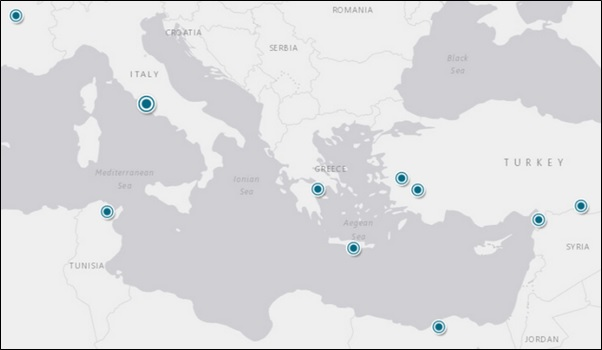 ROMANIA
CROATIA
SERBIA
Black
Sea
ITALY
TURKEY
GREECE
Mediterranean
Sea
Ionian
Sea
Aegean
Sea
SYRIA
TUNISIA
JORDAN